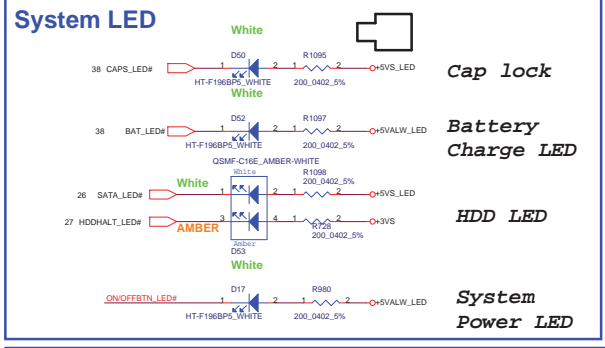 System LED
White
D50
R1095
38 CAPS_LED#
1
2
1
2
+5VS_LED
Cap lock
HT-F196BP5_WHITE
200_0402_5%
White
D52
R1097
38 BAT_LED#
1
2
1
2
+5VALW_LED
Battery
Charge LED
HT-F196BP5_WHITE
200_0402_5%
QSMF-C16E_AMBER-WHITE
White
R1098
200_0402_5%
White
26 SATA_LED#
1
2
1
2
+5VS_LED
HDD LED
27 HDDHALT_LED#
AMBER
3
4
1
2
+3VS
R728
200_0402_5%
Amber
D53
White
D17
R980
ON/OFFBTN_LED#
1
2
1
2
+5VALW_LED
System
Power LED
HT-F196BP5_WHITE
200_0402_5%